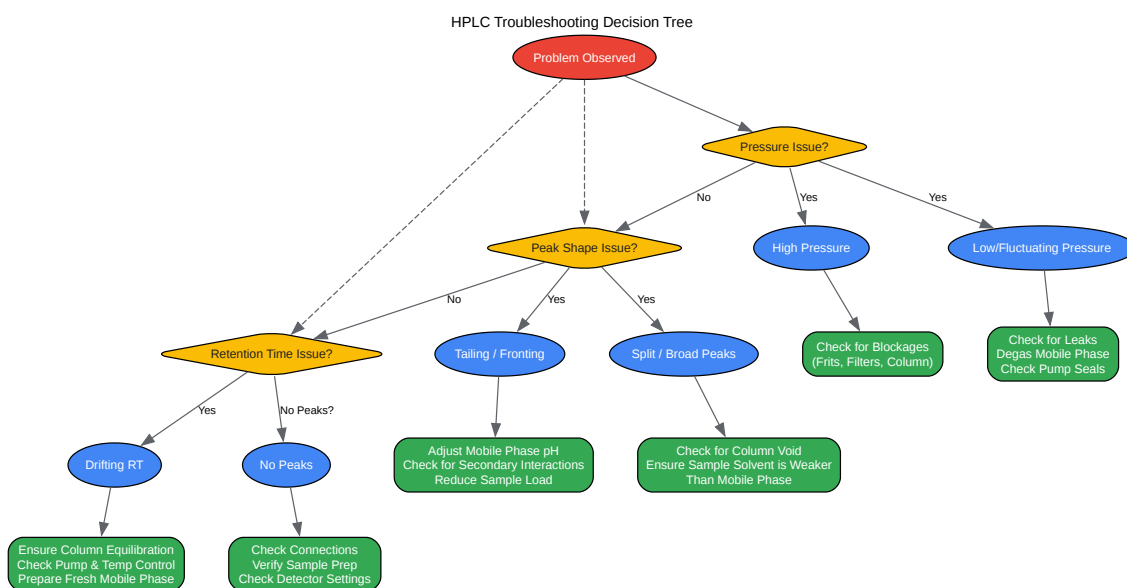 HPLC Troubleshooting Decision Tree
Problem Observed
Pressure Issue?
No
Yes
Yes
Peak Shape Issue?
High Pressure
Low/Fluctuating Pressure
No
Yes
Yes
Check for Blockages
(Frits, Filters, Column)
Check for Leaks
Degas Mobile Phase
Check Pump Seals
Retention Time Issue?
Tailing / Fronting
Split / Broad Peaks
Yes
No Peaks?
Drifting RT
No Peaks
Adjust Mobile Phase pH
Check for Secondary Interactions
Reduce Sample Load
Check for Column Void
Ensure Sample Solvent is Weaker
Than Mobile Phase
Ensure Column Equilibration
Check Pump & Temp Control
Prepare Fresh Mobile Phase
Check Connections
Verify Sample Prep
Check Detector Settings